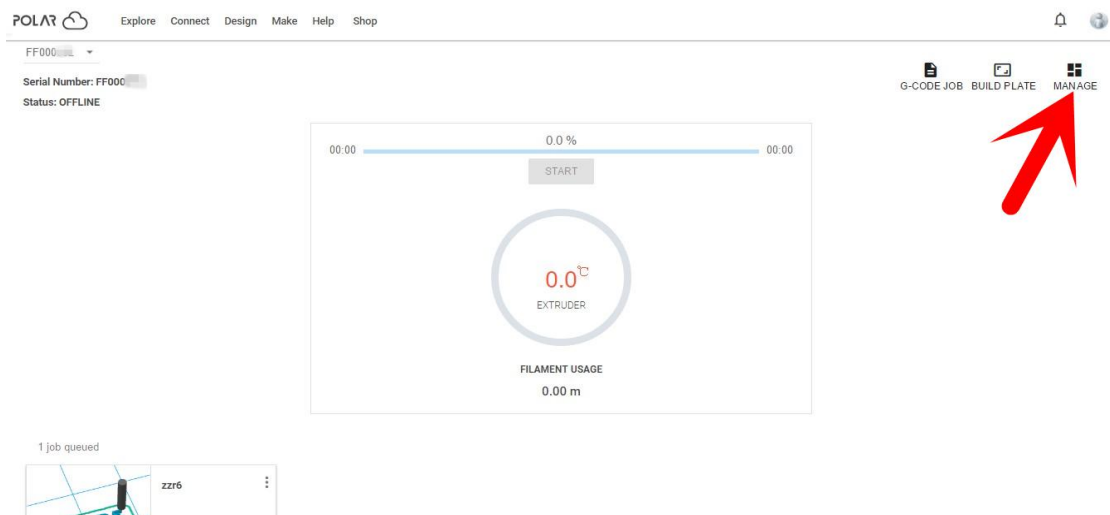 POLAR
Explore Connect Design Make Help Shop
FF000
Serial Number: FF000
Status: OFFLINE
G-CODE JOB BUILD PLATE MANAGE
0.0 %
00:00 00:00
START
0.0℃
EXTRUDER
FILAMENT USAGE
0.00 m
1 job queued
zzr6